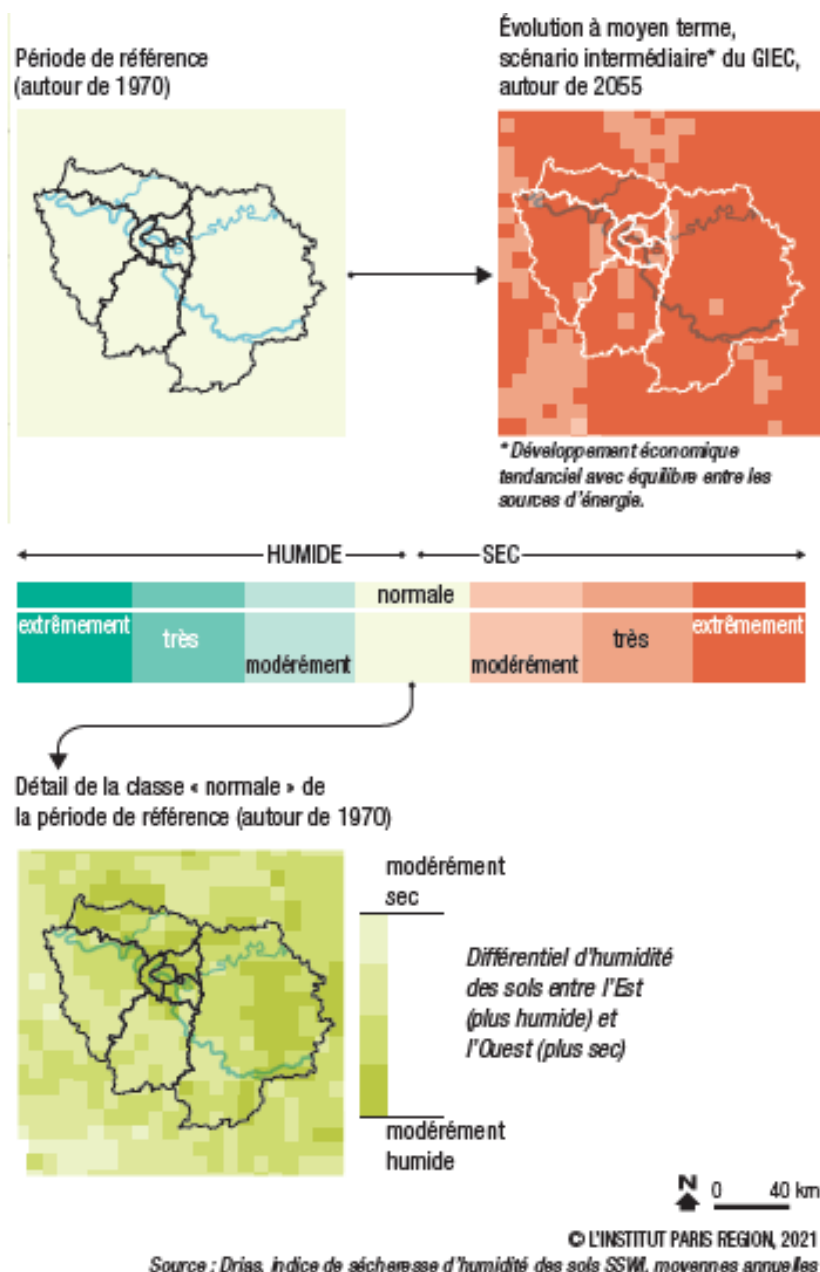 Période de référence
(autour de 1970)
Évolution à moyen terme,
scénario intermédiaire* du GIEC,
autour de 2055
* Développement économique
tendanciel avec équilibre entre les
sources d'énergie.
HUMIDE
SEC
normale
extrêmement
très
modérément
modérément
très
extrêmement
Détail de la classe « normale » de
la période de référence (autour de 1970)
modérément
sec
Différentiel d'humidité
des sols entre l'Est
(plus humide) et
l'Ouest (plus sec)
modérément
humide
N 0 40 km
© L'INSTITUT PARIS REGION, 2021
Source : Drias, indice de sécheresse d'humidité des sols SSWI, moyennes annuelles